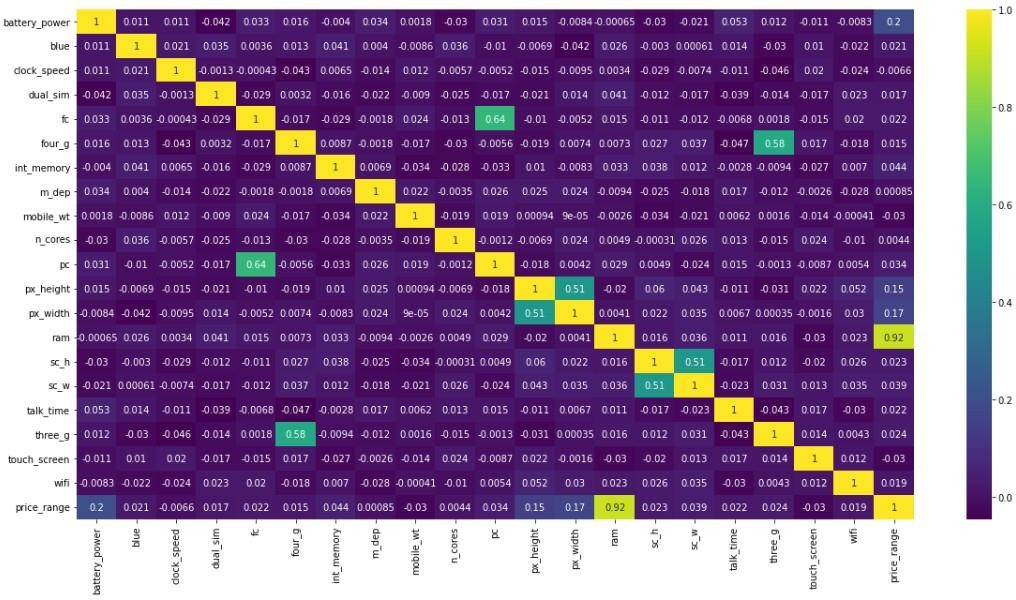 battery_power 1 0.011 0.011 -0.042 0.033 0.016 -0.004 0.034 0.0018 -0.03 0.031 0.015 -0.0084 -0.00065 -0.03 -0.021 0.053 0.012 -0.011 -0.0083 0.2
blue 0.011 1 0.021 0.035 0.0036 0.013 0.041 0.004 -0.0086 0.036 -0.01 -0.0069 -0.042 0.026 -0.003 0.00061 0.014 -0.03 0.01 -0.022 0.021
clock_speed 0.011 0.021 1 -0.0013 -0.00043 -0.043 0.0065 -0.014 0.012 -0.0057 -0.0052 -0.015 -0.0095 0.0034 -0.029 -0.0074 -0.011 -0.046 0.02 -0.024 -0.0066
dual_sim -0.042 0.035 -0.0013 1 -0.029 0.0032 -0.016 -0.022 -0.009 -0.025 -0.017 -0.021 0.014 0.041 -0.012 -0.017 -0.039 -0.014 -0.017 0.023 0.017
fc 0.033 0.0036 -0.00043 -0.029 1 -0.017 -0.029 -0.0018 0.024 -0.013 0.64 -0.01 -0.0052 0.015 -0.011 -0.012 -0.0068 0.0018 -0.015 0.02 0.022
four_g 0.016 0.013 -0.043 0.0032 -0.017 1 0.0087 -0.0018 -0.017 -0.03 -0.0056 -0.019 0.0074 0.0073 0.027 0.037 -0.047 0.58 0.017 -0.018 0.015
int_memory -0.004 0.041 0.0065 -0.016 -0.029 0.0087 1 0.0069 -0.034 -0.028 -0.033 0.01 -0.0083 0.033 0.038 0.012 -0.0028 -0.0094 -0.027 0.007 0.044
m_dep 0.034 0.004 -0.014 -0.022 -0.0018 -0.0018 0.0069 1 0.022 -0.0035 0.026 0.025 0.024 -0.0094 -0.025 -0.018 0.017 -0.012 -0.0026 -0.028 0.00085
mobile_wt 0.0018 -0.0086 0.012 -0.009 0.024 -0.017 -0.034 0.022 1 -0.019 0.019 0.00094 9e-05 -0.0026 -0.034 -0.021 0.0062 0.0016 -0.014 -0.00041 -0.03
n_cores -0.03 0.036 -0.0057 -0.025 -0.013 -0.03 -0.028 -0.0035 -0.019 1 -0.0012 -0.0069 0.024 0.0049 -0.00031 0.026 0.013 -0.015 0.024 -0.01 0.0044
pc 0.031 -0.01 -0.0052 -0.017 0.64 -0.0056 -0.033 0.026 0.019 -0.0012 1 -0.018 0.0042 0.029 0.0049 -0.024 0.015 -0.0013 -0.0087 0.0054 0.034
px_height 0.015 -0.0069 -0.015 -0.021 -0.01 -0.019 0.01 0.025 0.00094 -0.0069 -0.018 1 0.51 -0.02 0.06 0.043 -0.011 -0.031 0.022 0.052 0.15
px_width -0.0084 -0.042 -0.0095 0.014 -0.0052 0.0074 -0.0083 0.024 9e-05 0.024 0.0042 0.51 1 0.0041 0.022 0.035 0.0067 0.00035 -0.0016 0.03 0.17
ram -0.00065 0.026 0.0034 0.041 0.015 0.0073 0.033 -0.0094 -0.0026 0.0049 0.029 -0.02 0.0041 1 0.016 0.036 0.011 0.016 -0.03 0.023 0.92
sc_h -0.03 -0.003 -0.029 -0.012 -0.011 0.027 0.038 -0.025 -0.034 -0.00031 0.0049 0.06 0.022 0.016 1 0.51 -0.017 0.012 -0.02 0.026 0.023
sc_w -0.021 0.00061 -0.0074 -0.017 -0.012 0.037 0.012 -0.018 -0.021 0.026 -0.024 0.043 0.035 0.036 0.51 1 -0.023 0.031 0.013 0.035 0.039
talk_time 0.053 0.014 -0.011 -0.039 -0.0068 -0.047 -0.0028 0.017 0.0062 0.013 0.015 -0.011 0.0067 0.011 -0.017 -0.023 1 -0.043 0.017 -0.03 0.022
three_g 0.012 -0.03 -0.046 -0.014 0.0018 0.58 -0.0094 -0.012 0.0016 -0.015 -0.0013 -0.031 0.00035 0.016 0.012 0.031 -0.043 1 0.014 0.0043 0.024
touch_screen -0.011 0.01 0.02 -0.017 -0.015 0.017 -0.027 -0.0026 -0.014 0.024 -0.0087 0.022 -0.0016 -0.03 -0.02 0.013 0.017 0.014 1 0.012 -0.03
wifi -0.0083 -0.022 -0.024 0.023 0.02 -0.018 0.007 -0.028 -0.00041 -0.01 0.0054 0.052 0.03 0.023 0.026 0.035 -0.03 0.0043 0.012 1 0.019
price_range 0.2 0.021 -0.0066 0.017 0.022 0.015 0.044 0.00085 -0.03 0.0044 0.034 0.15 0.17 0.92 0.023 0.039 0.022 0.024 -0.03 0.019 1
battery_power blue clock_speed dual_sim fc four_g int_memory m_dep mobile_wt n_cores pc px_height px_width ram sc_h sc_w talk_time three_g touch_screen wifi price_range
1.0
0.8
0.6
0.4
0.2
0.0